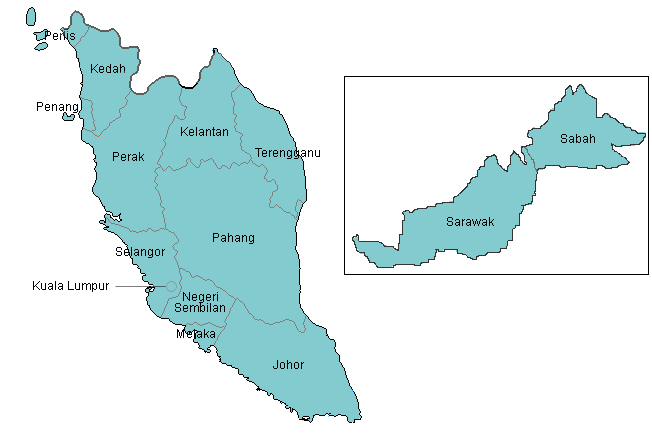 Perlis
Kedah
Penang
Kelantan
Perak
Terengganu
Sabah
Sarawak
Pahang
Selangor
Kuala Lumpur
Negeri
Sembilan
Melaka
Johor